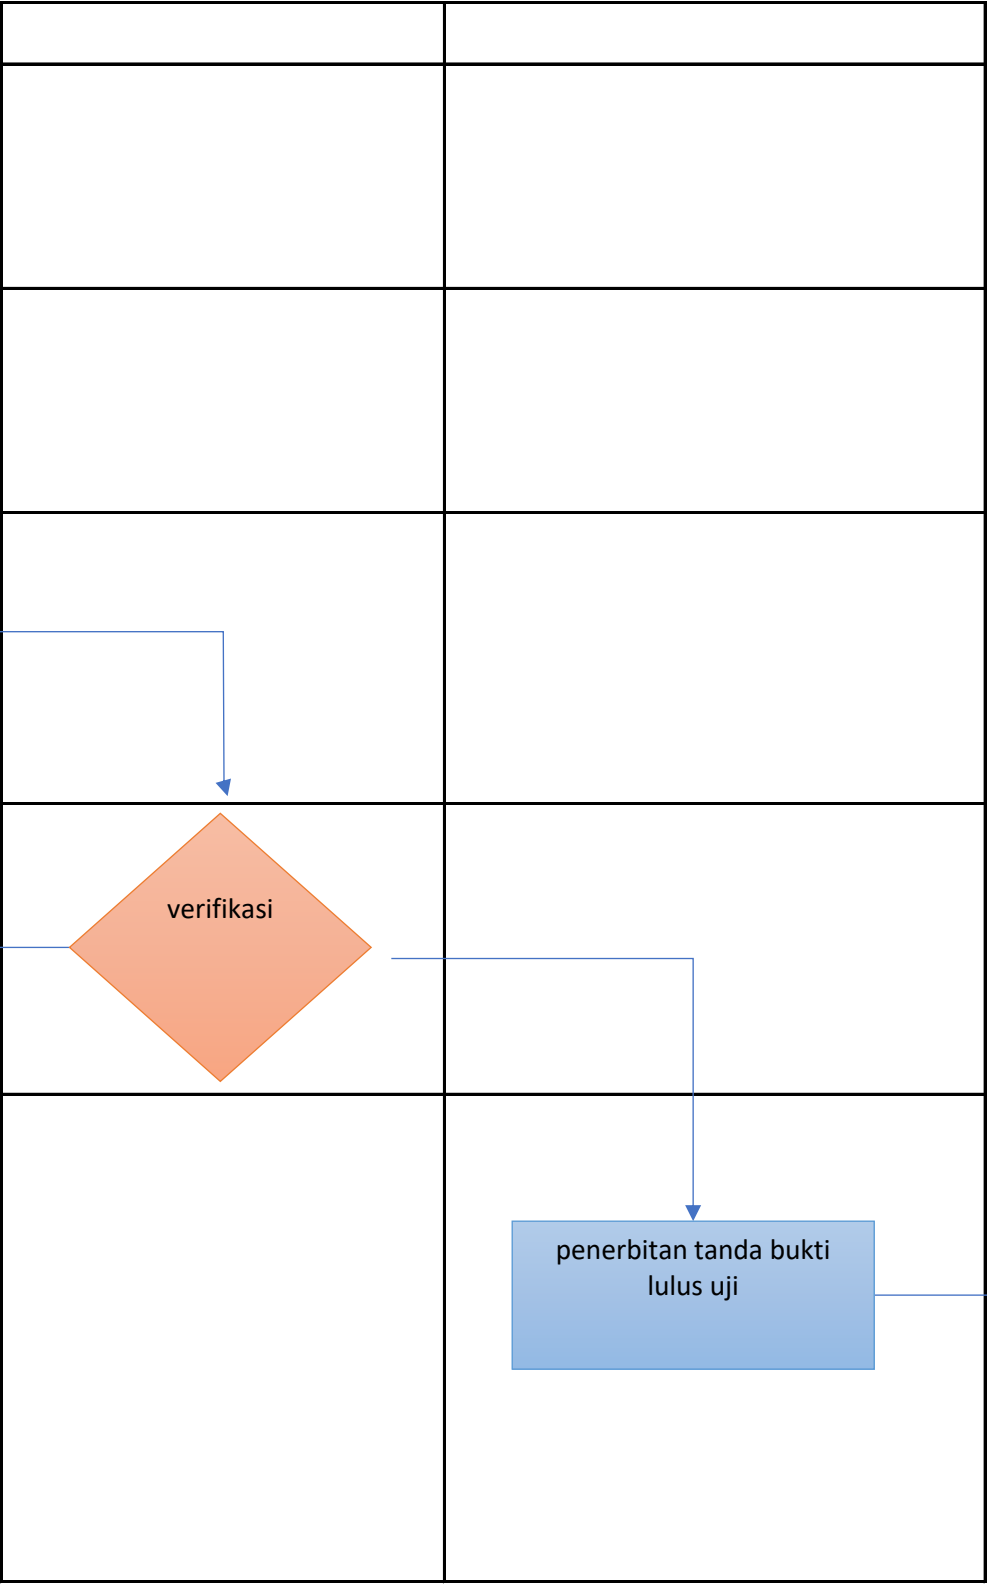 verifikasi
penerbitan tanda bukti
lulus uji